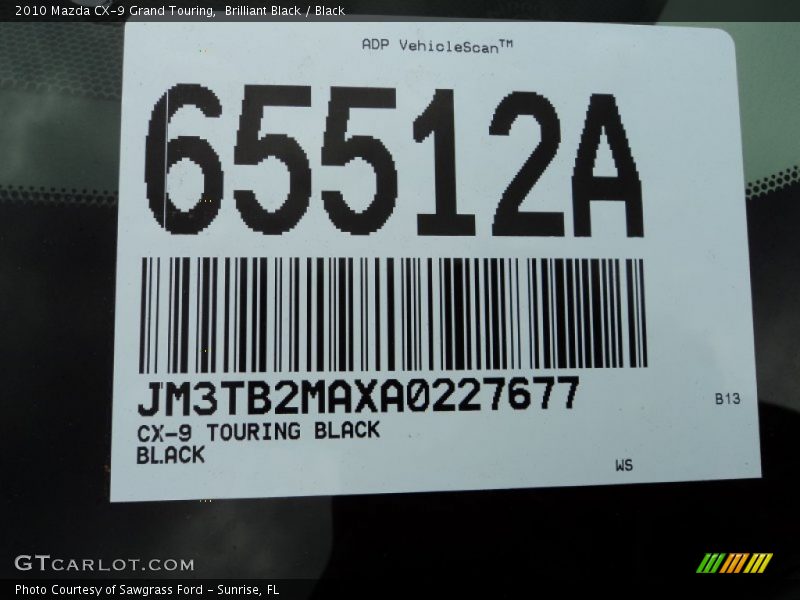 2010 Mazda CX-9 Grand Touring,  Brilliant Black / Black
ADP VehicleScan™
65512A
JM3TB2MAXA0227677
CX-9 TOURING BLACK
BLACK
B13
WS
GTCARLOT.COM
Photo Courtesy of Sawgrass Ford - Sunrise, FL